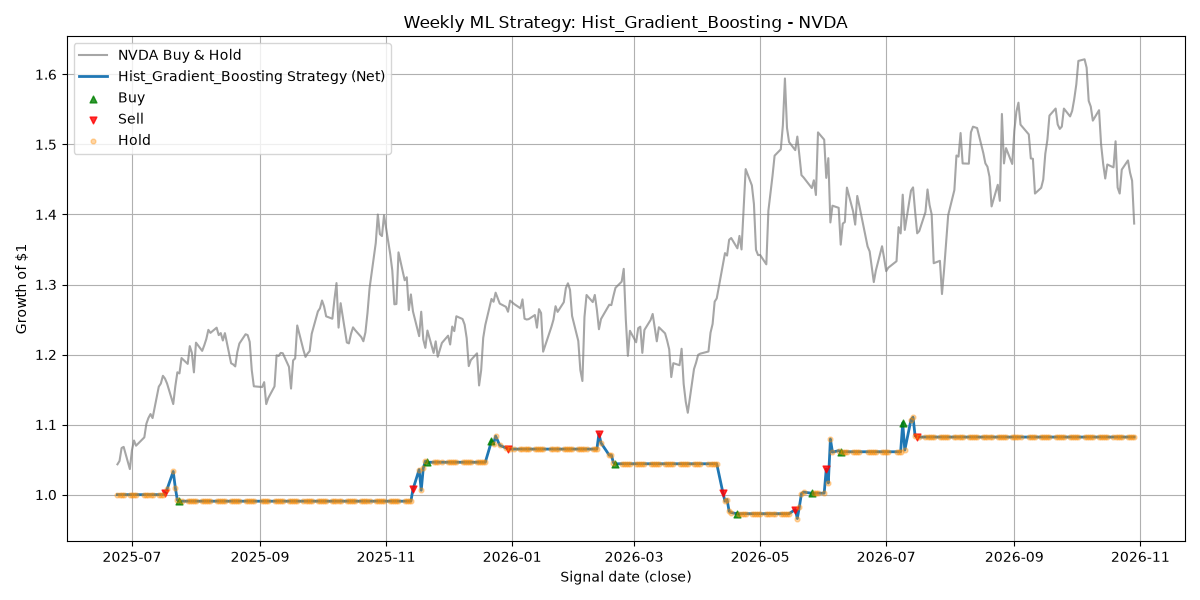 Weekly ML Strategy: Hist_Gradient_Boosting - NVDA
NVDA Buy & Hold
Hist_Gradient_Boosting Strategy (Net)
Buy
Sell
Hold
Growth of $1
1.6
1.5
1.4
1.3
1.2
1.1
1.0
2025-07
2025-09
2025-11
2026-01
2026-03
2026-05
2026-07
2026-09
2026-11
Signal date (close)